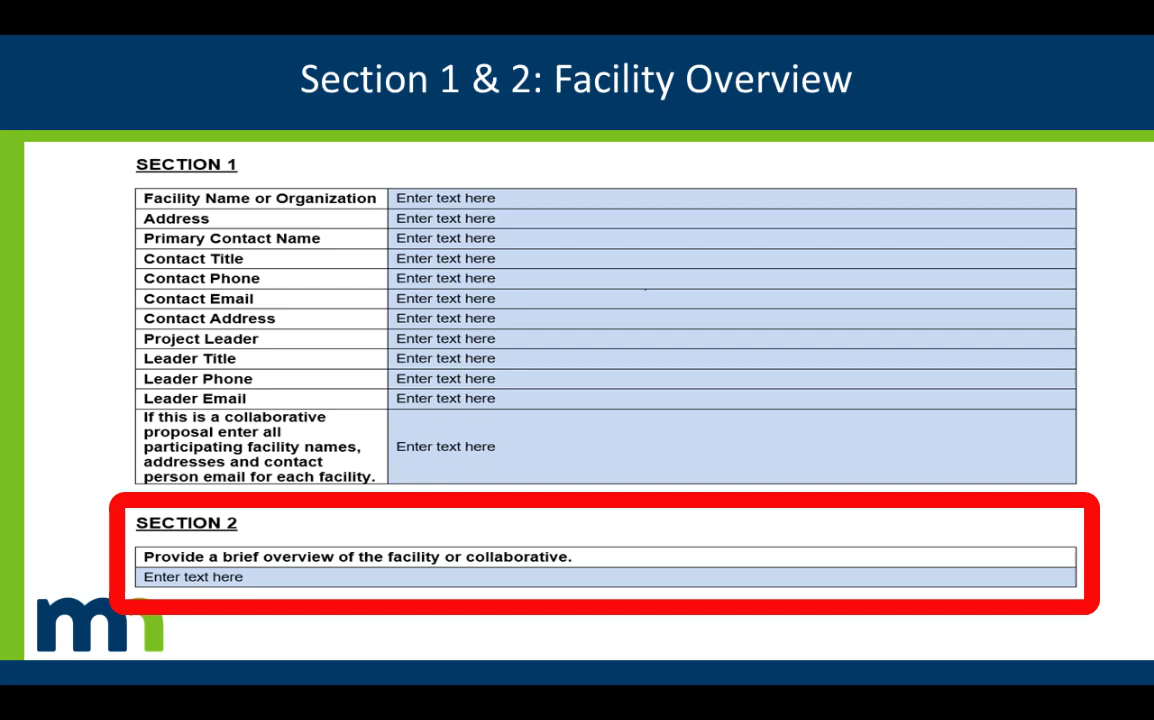 Section 1 & 2: Facility Overview
SECTION 1
Facility Name or Organization Enter text here
Address Enter text here
Primary Contact Name Enter text here
Contact Title Enter text here
Contact Phone Enter text here
Contact Email Enter text here
Contact Address Enter text here
Project Leader Enter text here
Leader Title Enter text here
Leader Phone Enter text here
Leader Email Enter text here
If this is a collaborative
proposal enter all
participating facility names,
addresses and contact
person email for each facility.
Enter text here
SECTION 2
Provide a brief overview of the facility or collaborative.
Enter text here
mn